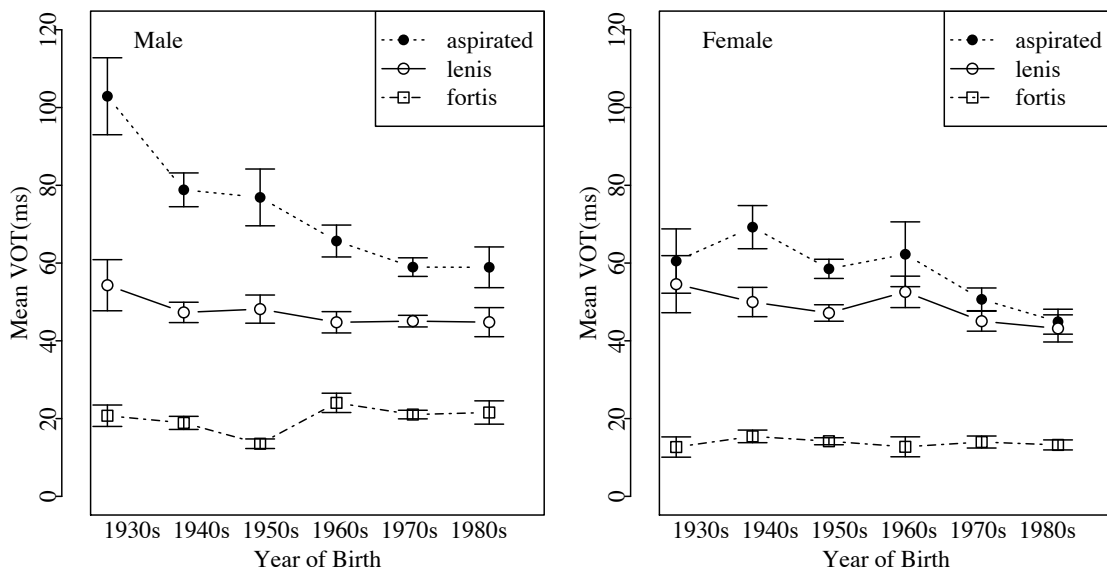 Male
aspirated
lenis
fortis
Mean VOT(ms)
0
20
40
60
80
100
120
1930s 1940s 1950s 1960s 1970s 1980s
Year of Birth
Female
aspirated
lenis
fortis
Mean VOT(ms)
0
20
40
60
80
100
120
1930s 1940s 1950s 1960s 1970s 1980s
Year of Birth